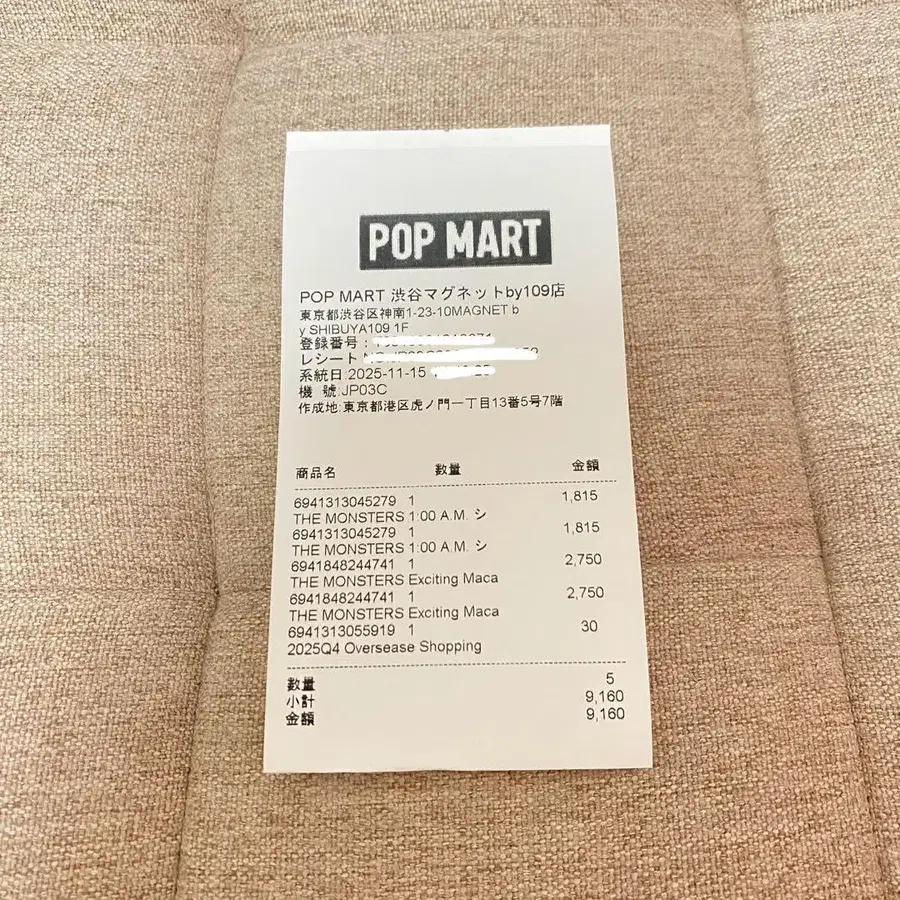 POP MART
POP MART 渋谷マグネットby109店
東京都渋谷区神南1-23-10MAGNET b
y SHIBUYA109 1F
登録番号:
レシート
系統日:2025-11-15
機 號:JP03C
作成地:東京都港区虎ノ門一丁目13番5号7階
商品名 数量 金額
6941313045279 1 1,815
THE MONSTERS 1:00 A.M. シ
6941313045279 1 1,815
THE MONSTERS 1:00 A.M. シ
6941848244741 1 2,750
THE MONSTERS Exciting Maca
6941848244741 1 2,750
THE MONSTERS Exciting Maca
6941313055919 1 30
2025Q4 Oversease Shopping
數量 5
小計 9,160
金額 9,160